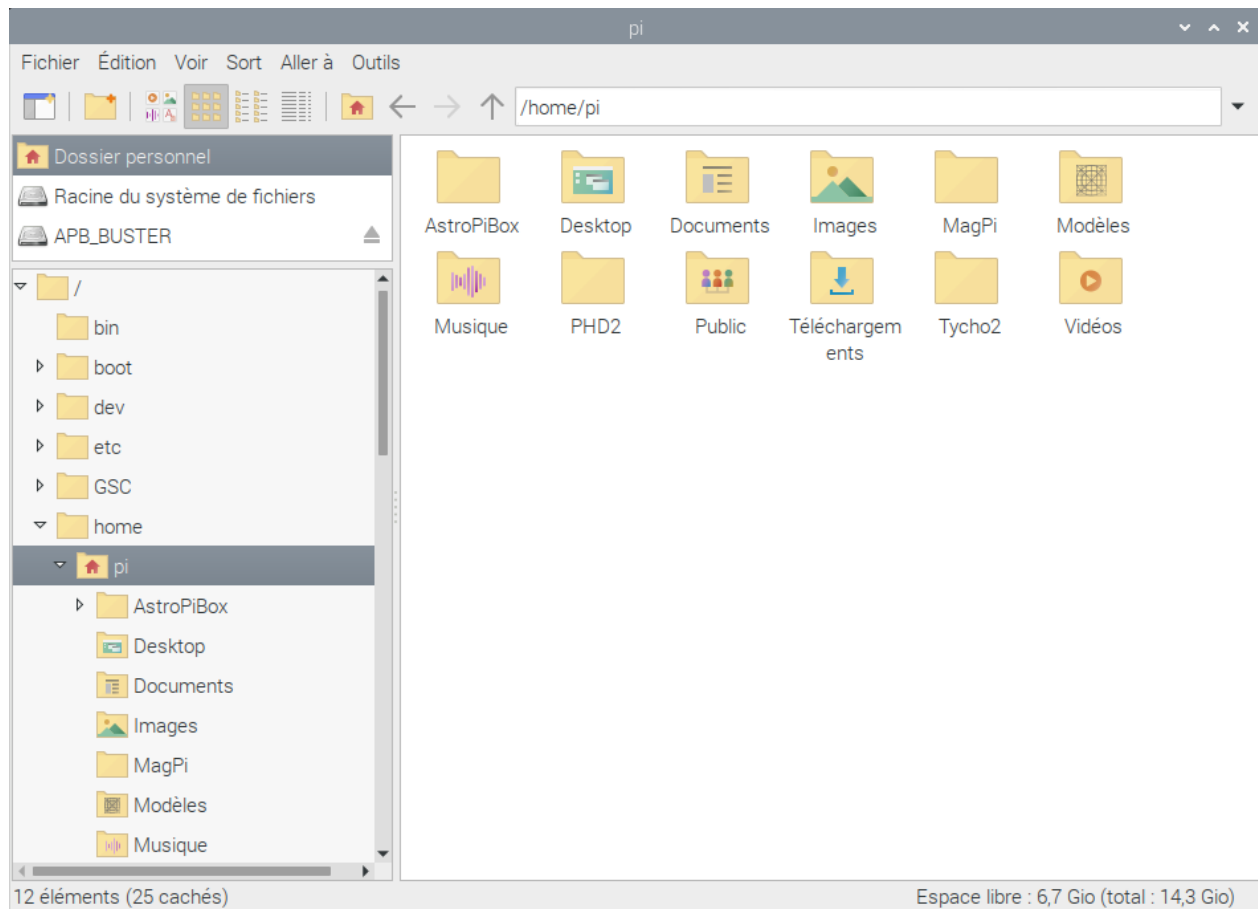 pi
Fichier Édition Voir Sort Aller à Outils
/home/pi
Dossier personnel
Racine du système de fichiers
APB_BUSTER
/
bin
boot
dev
etc
GSC
home
pi
AstroPiBox
Desktop
Documents
Images
MagPi
Modèles
Musique
AstroPiBox Desktop Documents Images MagPi Modèles
Musique PHD2 Public Téléchargem
ents Tycho2 Vidéos
12 éléments (25 cachés)
Espace libre : 6,7 Gio (total : 14,3 Gio)